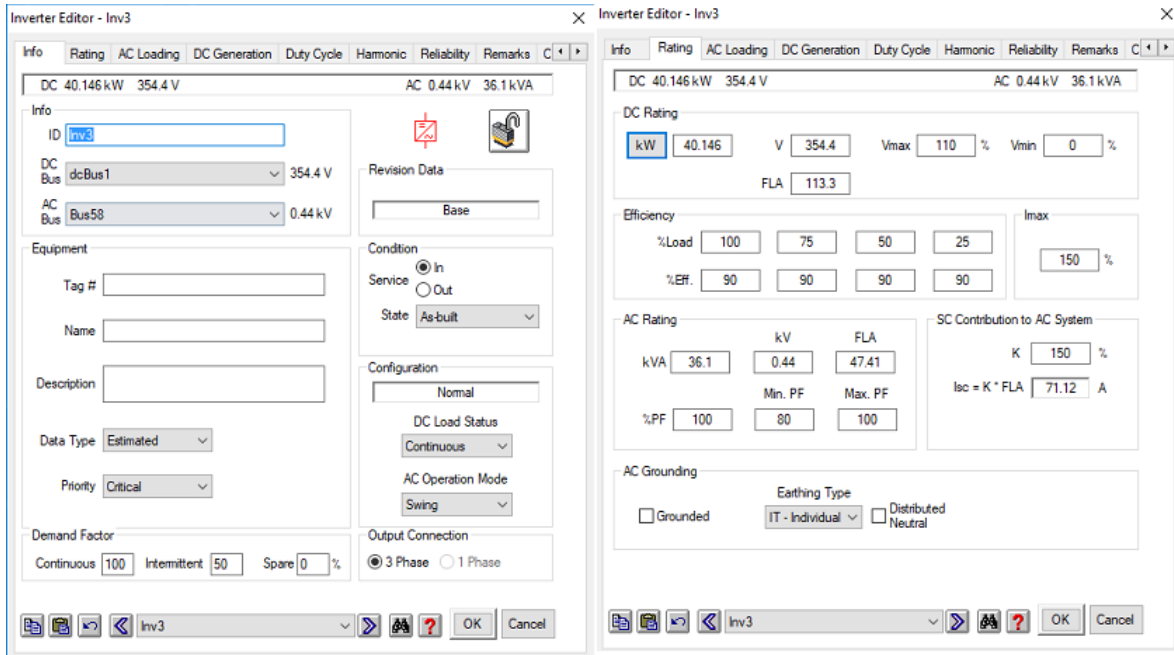 Inverter Editor - Inv3
Info Rating AC Loading DC Generation Duty Cycle Harmonic Reliability Remarks C
DC 40.146 kW 354.4 V AC 0.44 kV 36.1 kVA
Info
ID Inv3
DC Bus dcBus1 354.4 V
AC Bus Bus58 0.44 kV
Revision Data
Base
Equipment
Tag #
Name
Description
Data Type Estimated
Priority Critical
Condition
Service In
Out
State As-built
Configuration
Normal
DC Load Status
Continuous
AC Operation Mode
Swing
Demand Factor
Continuous 100 Intermittent 50 Spare 0 %
Output Connection
3 Phase 1 Phase
Inv3 ? OK Cancel
Inverter Editor - Inv3
Info Rating AC Loading DC Generation Duty Cycle Harmonic Reliability Remarks C
DC 40.146 kW 354.4 V AC 0.44 kV 36.1 kVA
DC Rating
kW 40.146 V 354.4 Vmax 110 % Vmin 0 %
FLA 113.3
Efficiency
%Load 100 75 50 25
%Eff. 90 90 90 90
Imax
150 %
AC Rating
kV FLA
kVA 36.1 0.44 47.41
Min. PF Max. PF
%PF 100 80 100
SC Contribution to AC System
K 150 %
Isc = K * FLA 71.12 A
AC Grounding
Earthing Type
Grounded IT - Individual Distributed Neutral
Inv3 ? OK Cancel